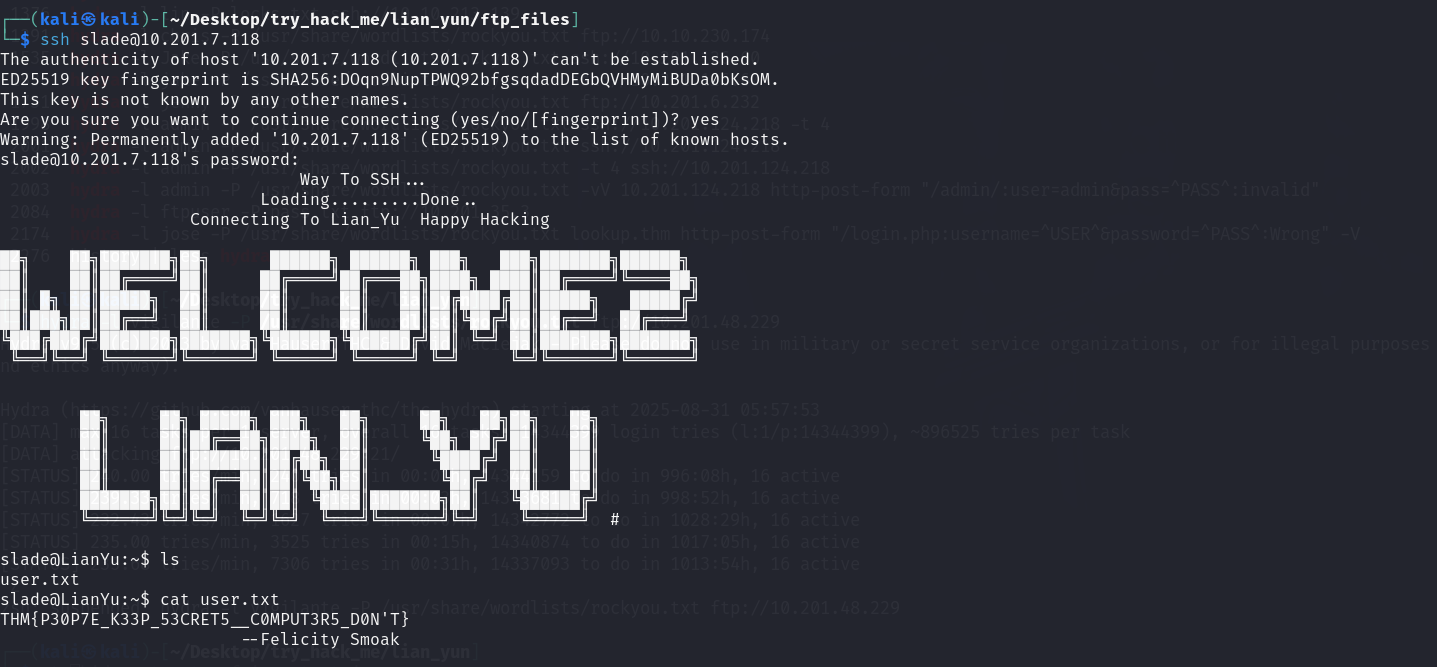 ┌──(kali㉿kali)-[~/Desktop/try_hack_me/lian_yun/ftp_files]
└─$ ssh slade@10.201.7.118
The authenticity of host '10.201.7.118 (10.201.7.118)' can't be established.
ED25519 key fingerprint is SHA256:DOqn9NupTPWQ92bfgsqdadDEGbQVHMyMiBUDa0bKsOM.
This key is not known by any other names.
Are you sure you want to continue connecting (yes/no/[fingerprint])? yes
Warning: Permanently added '10.201.7.118' (ED25519) to the list of known hosts.
slade@10.201.7.118's password:
Way To SSH...
Loading.........Done..
Connecting To Lian_Yu  Happy Hacking
WELCOME2
LIAN_YU #
slade@LianYu:~$ ls
user.txt
slade@LianYu:~$ cat user.txt
THM{P30P7E_K33P_53CRET5__C0MPUT3R5_D0N'T}
--Felicity Smoak